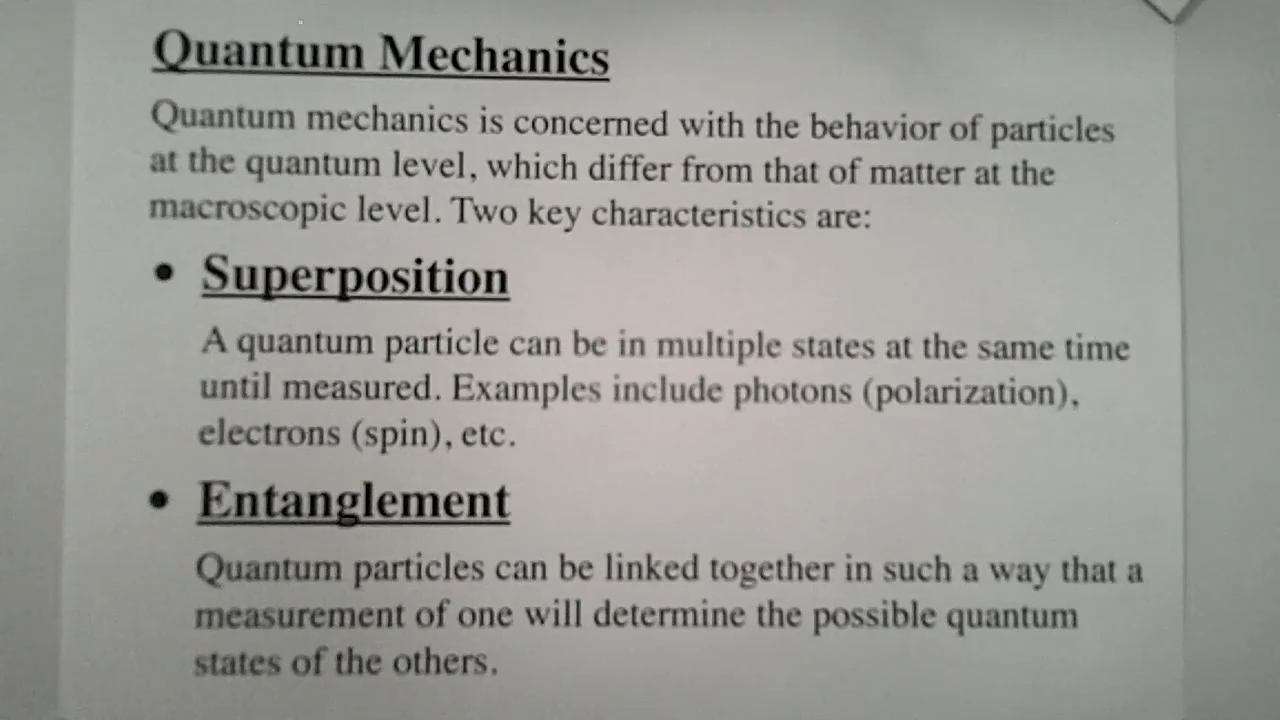 Quantum Mechanics
Quantum mechanics is concerned with the behavior of particles
at the quantum level, which differ from that of matter at the
macroscopic level. Two key characteristics are:
• Superposition
A quantum particle can be in multiple states at the same time
until measured. Examples include photons (polarization),
electrons (spin), etc.
• Entanglement
Quantum particles can be linked together in such a way that a
measurement of one will determine the possible quantum
states of the others.